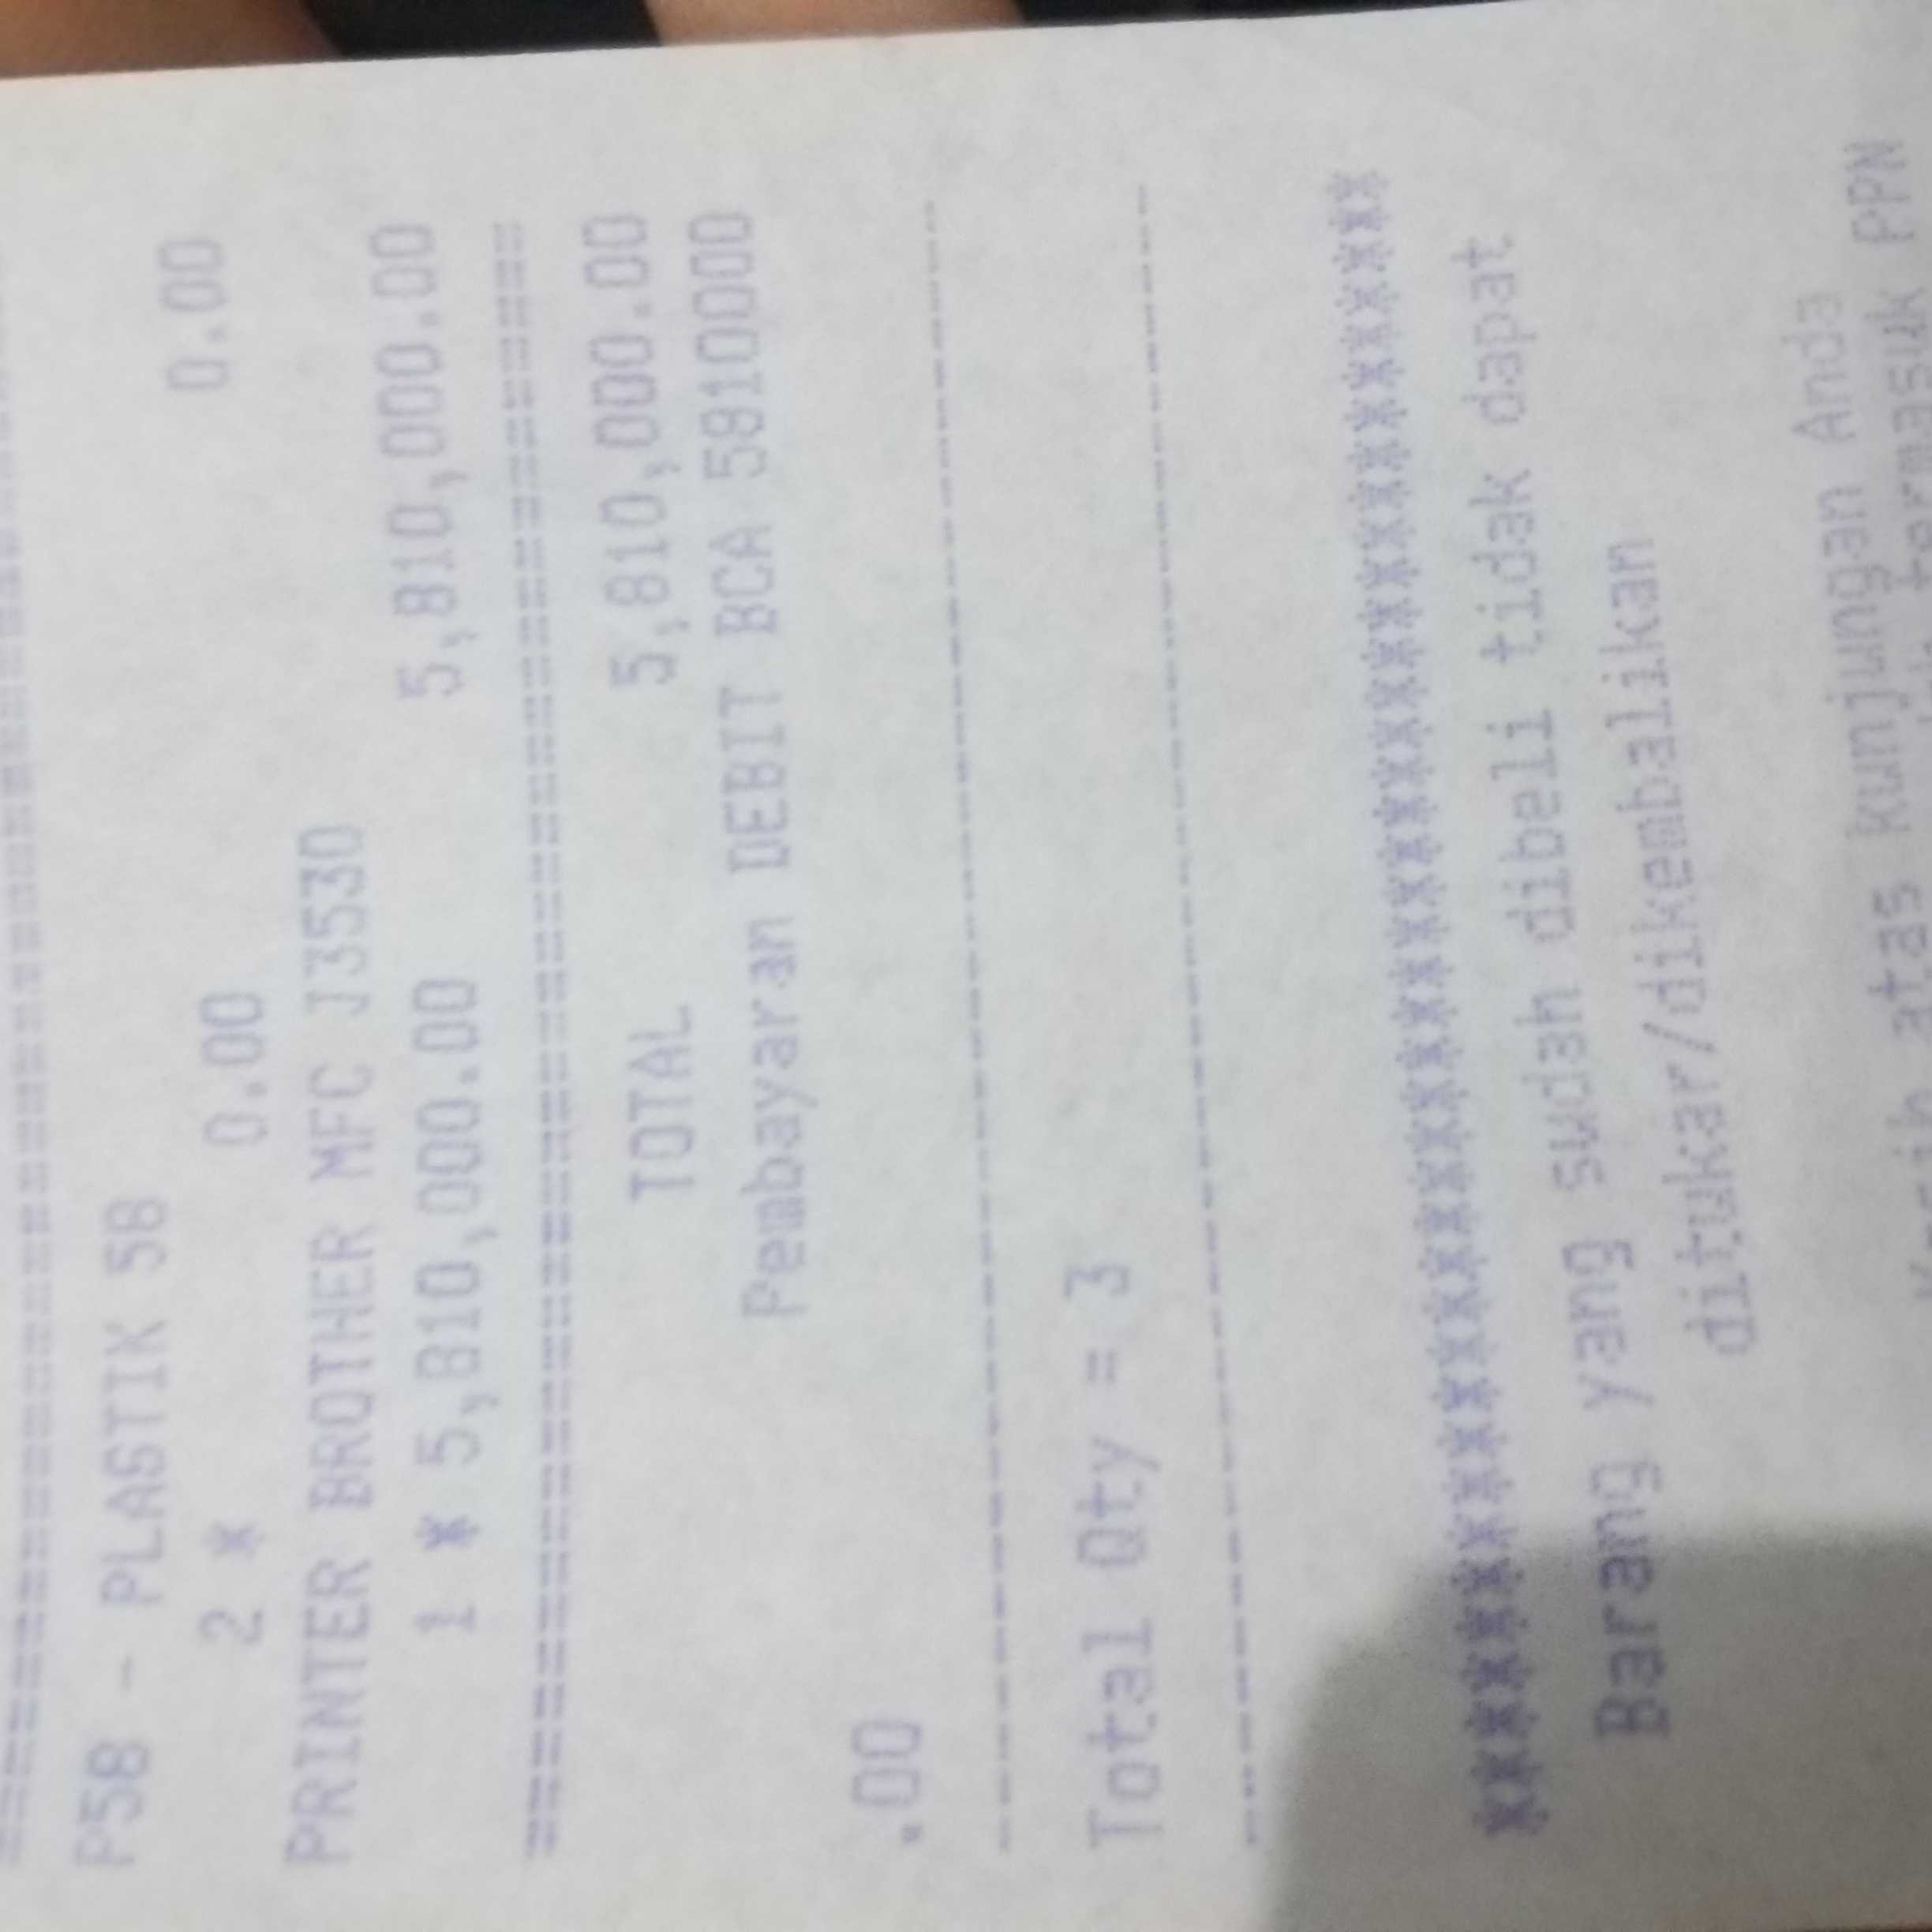 ================================
P58 - PLASTIK 58
2 * 0.00 0.00
PRINTER BROTHER MFC J3530
1 * 5,810,000.00 5,810,000.00
================================
TOTAL 5,810,000.00
Pembayaran DEBIT BCA 5810000
.00
--------------------------------
Total Qty = 3
--------------------------------
********************************
Barang yang sudah dibeli tidak dapat
ditukar/dikembalikan
atas kunjungan Anda
termasuk PPN